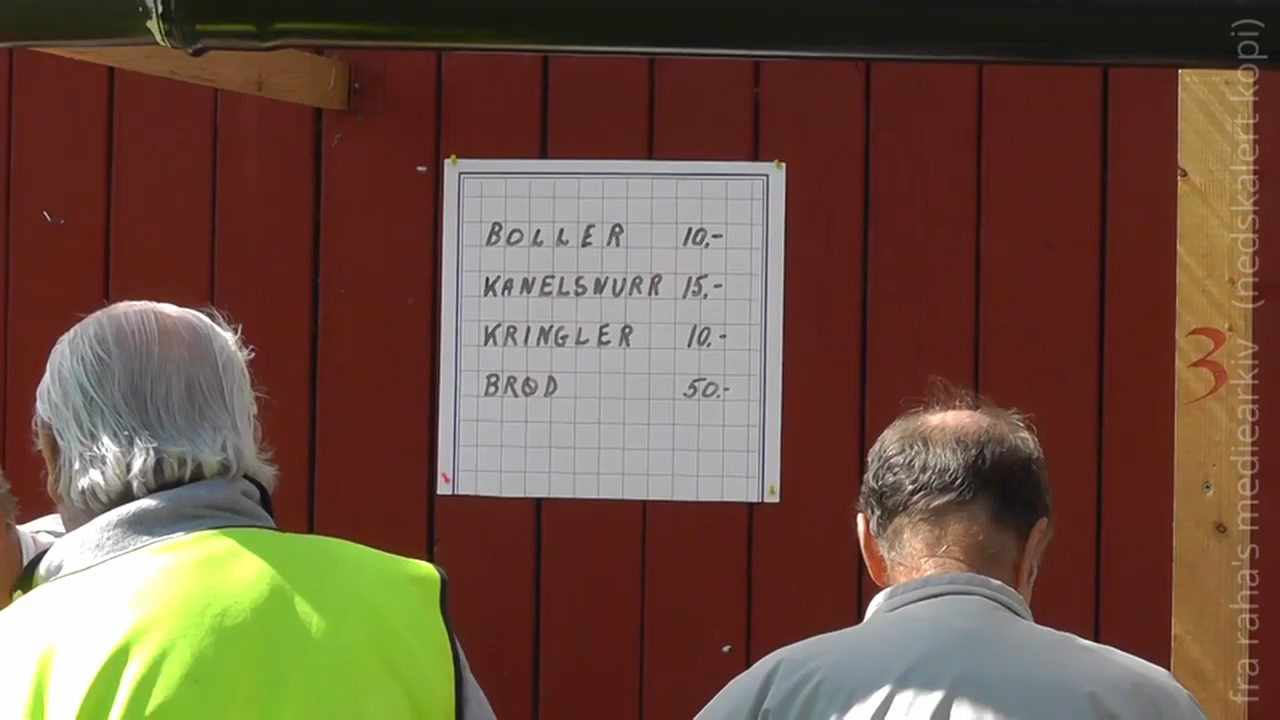 BOLLER 10,-
KANELSNURR 15,-
KRINGLER 10.-
BRØD 50.-
3
fra raha's mediearkiv (nedskalert kopi)